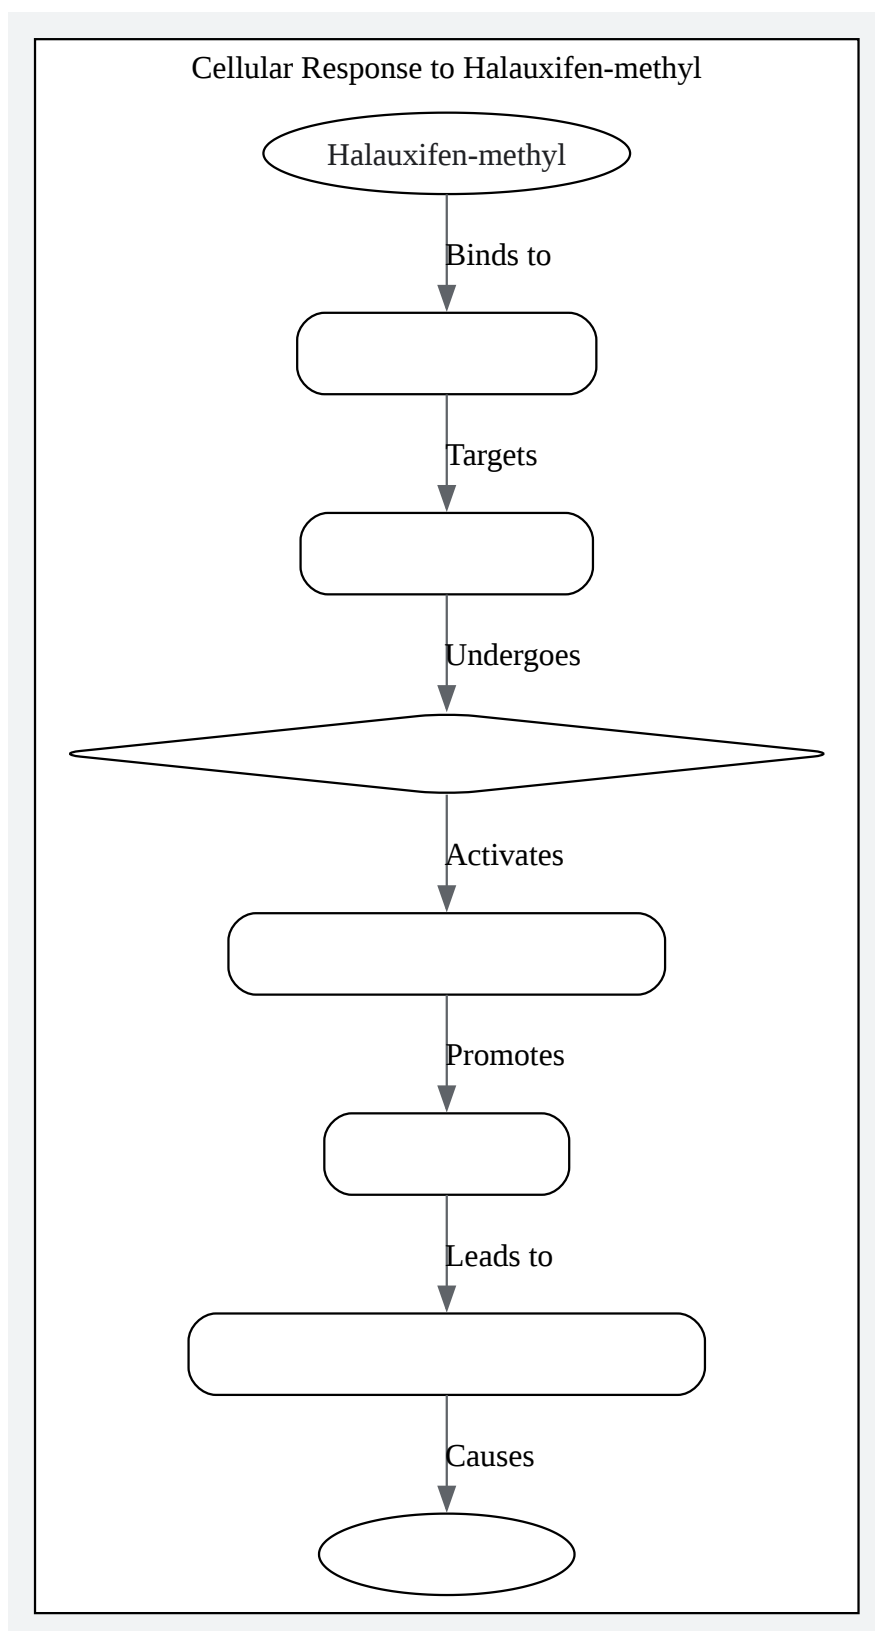 Cellular Response to Halauxifen-methyl
Halauxifen-methyl
Binds to
Targets
Undergoes
Activates
Promotes
Leads to
Causes